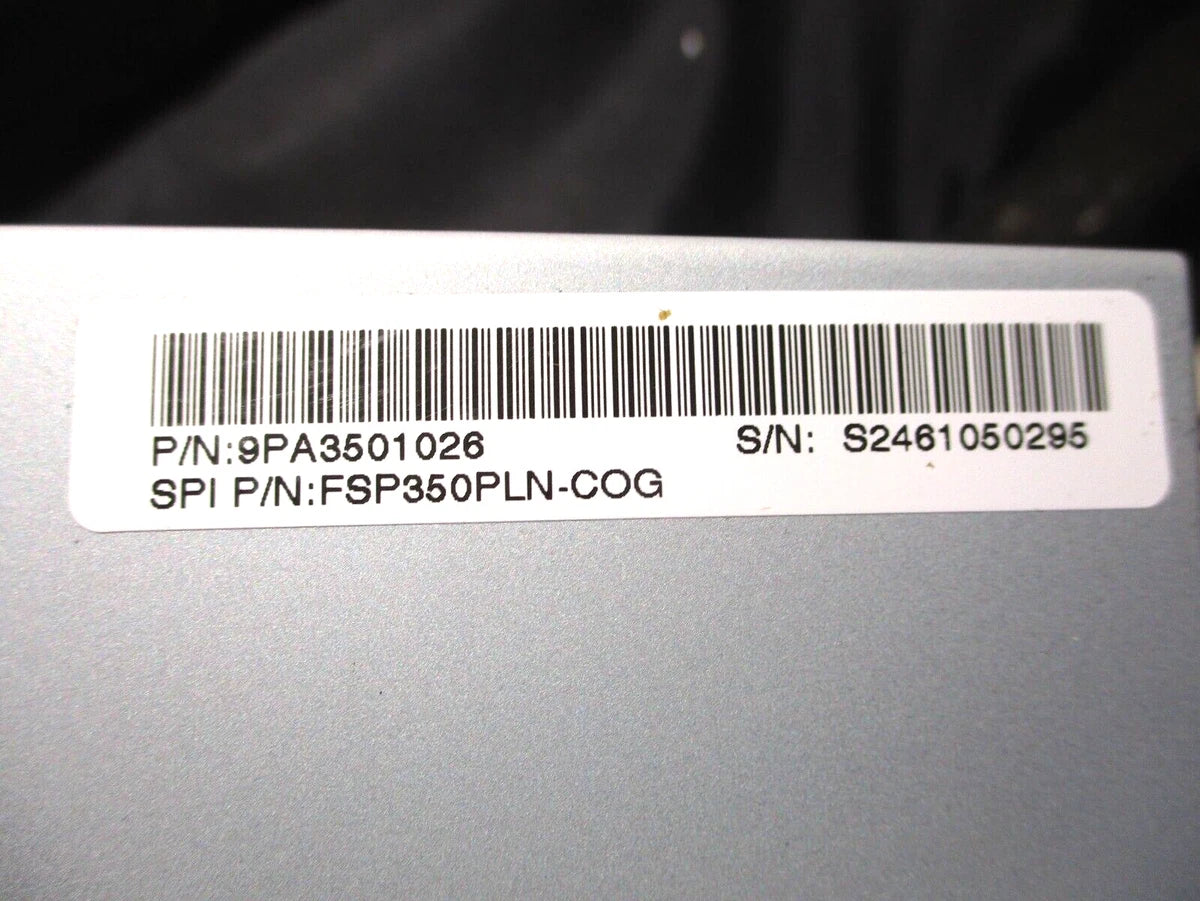 P/N:9PA3501026 S/N: S2461050295
SPI P/N:FSP350PLN-COG